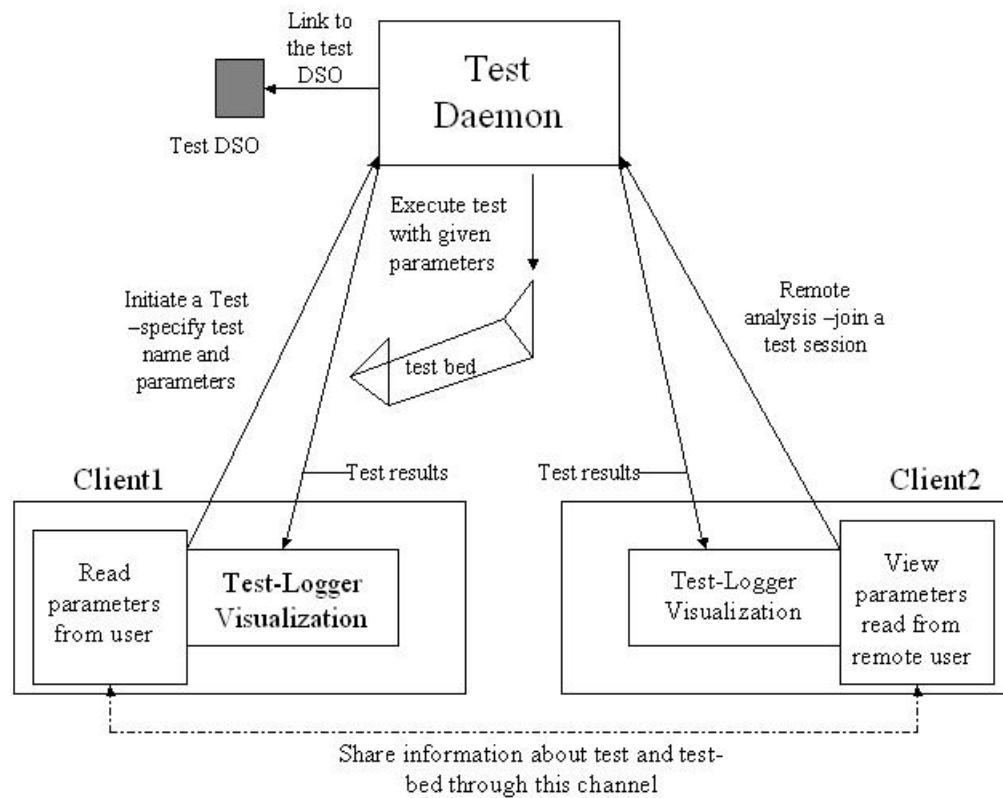 Link to
the test
DSO
Test
Daemon
Test DSO
Execute test
with given
parameters
Initiate a Test
–specify test
name and
parameters
Remote
analysis –join a
test session
test bed
Test results
Test results
Client1
Client2
Read
parameters
from user
Test-Logger
Visualization
Test-Logger
Visualization
View
parameters
read from
remote user
Share information about test and test-
bed through this channel